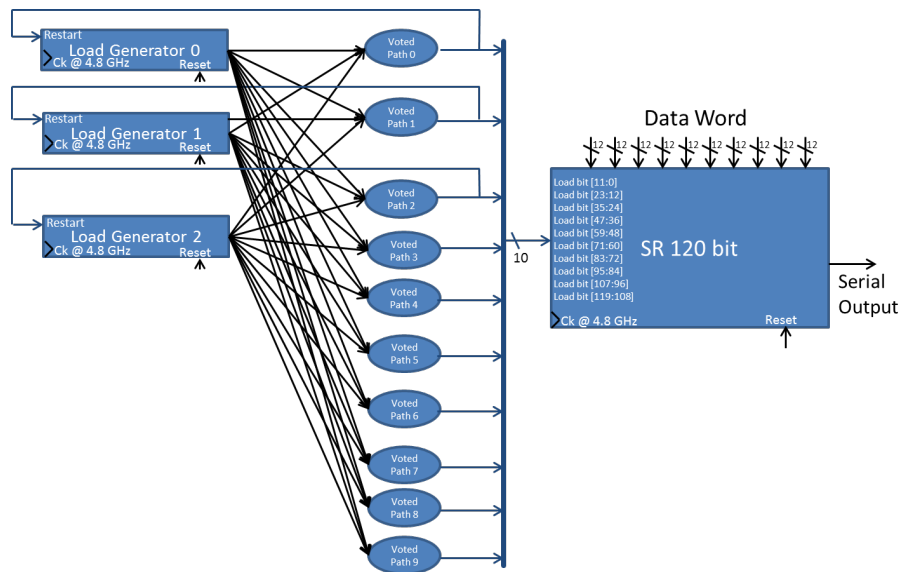 Restart
Load Generator 0
Ck @ 4.8 GHz
Reset
Restart
Load Generator 1
Ck @ 4.8 GHz
Reset
Restart
Load Generator 2
Ck @ 4.8 GHz
Reset
Voted
Path 0
Voted
Path 1
Voted
Path 2
Voted
Path 3
Voted
Path 4
Voted
Path 5
Voted
Path 6
Voted
Path 7
Voted
Path 8
Voted
Path 9
10
Data Word
12 12 12 12 12 12 12 12 12 12
Load bit [11:0]
Load bit [23:12]
Load bit [35:24]
Load bit [47:36]
Load bit [59:48]
Load bit [71:60]
Load bit [83:72]
Load bit [95:84]
Load bit [107:96]
Load bit [119:108]
SR 120 bit
Ck @ 4.8 GHz
Reset
Serial
Output